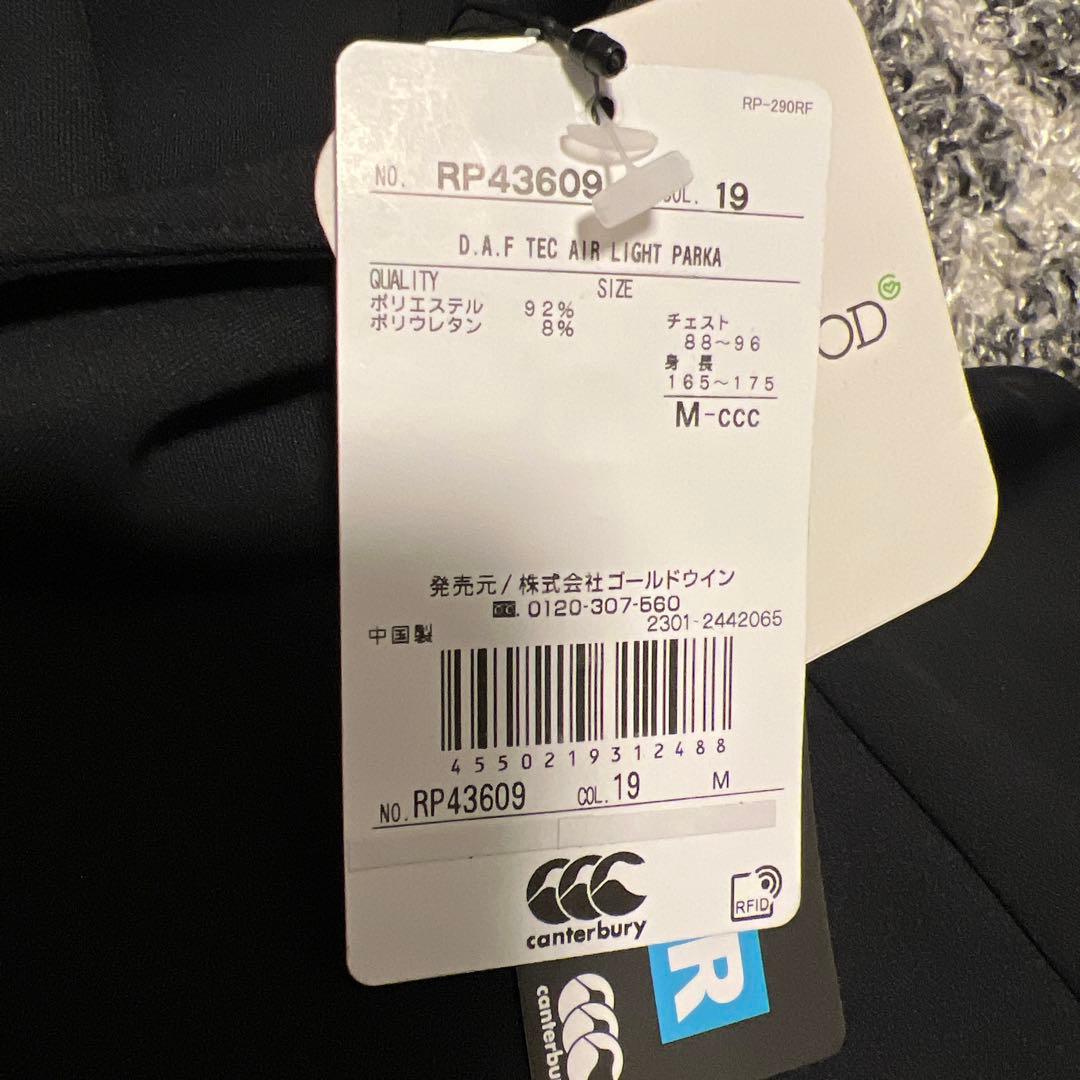 RP-290RF
NO. RP43609 COL. 19
D.A.F TEC AIR LIGHT PARKA
QUALITY SIZE
ポリエステル 92%
ポリウレタン 8%
チェスト
88~96
身 長
165~175
M-ccc
OD
発売元/株式会社ゴールドウイン
0120-307-560
2301-2442065
中国製
4550219312488
NO. RP43609 COL. 19 M
canterbury
RFID
R
canterbu